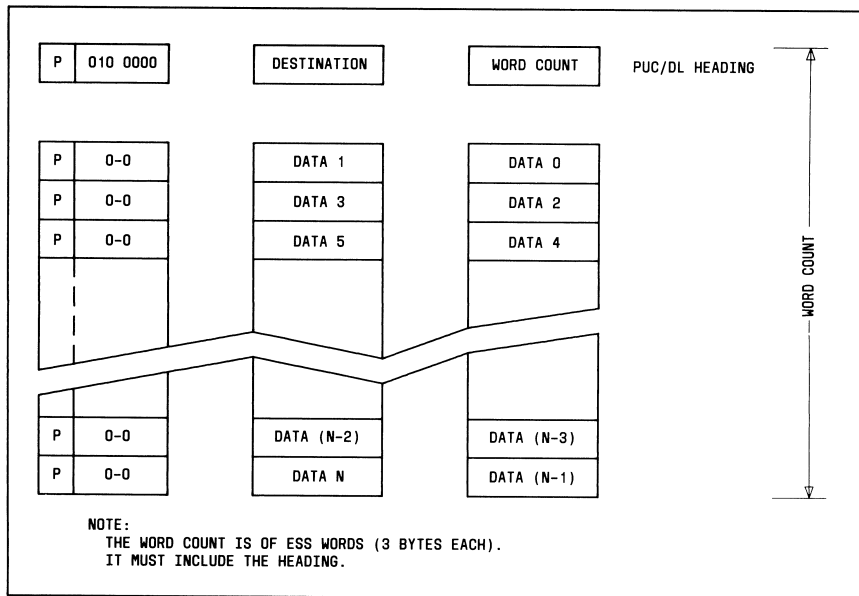 P 010 0000 DESTINATION WORD COUNT PUC/DL HEADING
P 0-0 DATA 1 DATA 0
P 0-0 DATA 3 DATA 2
P 0-0 DATA 5 DATA 4
WORD COUNT
P 0-0 DATA (N-2) DATA (N-3)
P 0-0 DATA N DATA (N-1)
NOTE:
THE WORD COUNT IS OF ESS WORDS (3 BYTES EACH).
IT MUST INCLUDE THE HEADING.